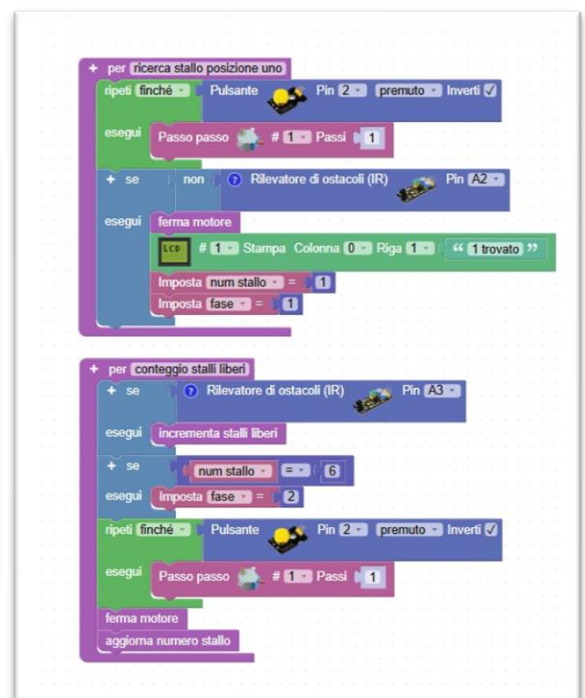 + per ricerca stallo posizione uno
ripeti finché Pulsante Pin 2 premuto Inverti
esegui Passo passo # 1 Passi 1
+ se non ? Rilevatore di ostacoli (IR) Pin A2
esegui ferma motore
LCD # 1 Stampa Colonna 0 Riga 1 “ 1 trovato ”
Imposta num stallo = 1
Imposta fase = 1
+ per conteggio stalli liberi
+ se ? Rilevatore di ostacoli (IR) Pin A3
esegui incrementa stalli liberi
+ se num stallo = 6
esegui Imposta fase = 2
ripeti finché Pulsante Pin 2 premuto Inverti
esegui Passo passo # 1 Passi 1
ferma motore
aggiorna numero stallo